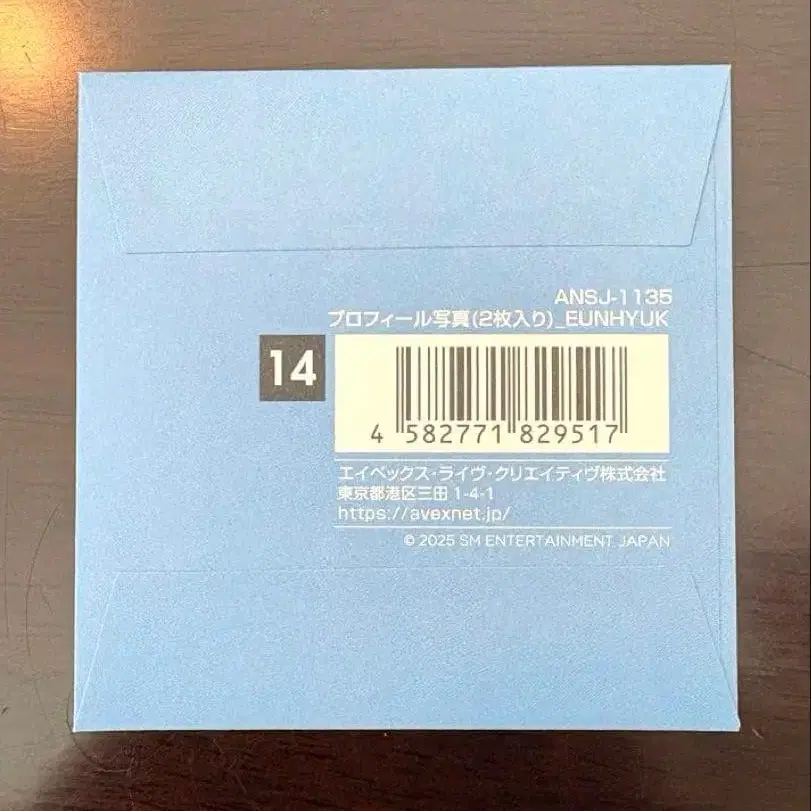 ANSJ-1135
プロフィール写真(2枚入り)_EUNHYUK
14
4 582771 829517
エイベックス・ライヴ・クリエイティヴ株式会社
東京都港区三田 1-4-1
https://avexnet.jp/
© 2025 SM ENTERTAINMENT JAPAN